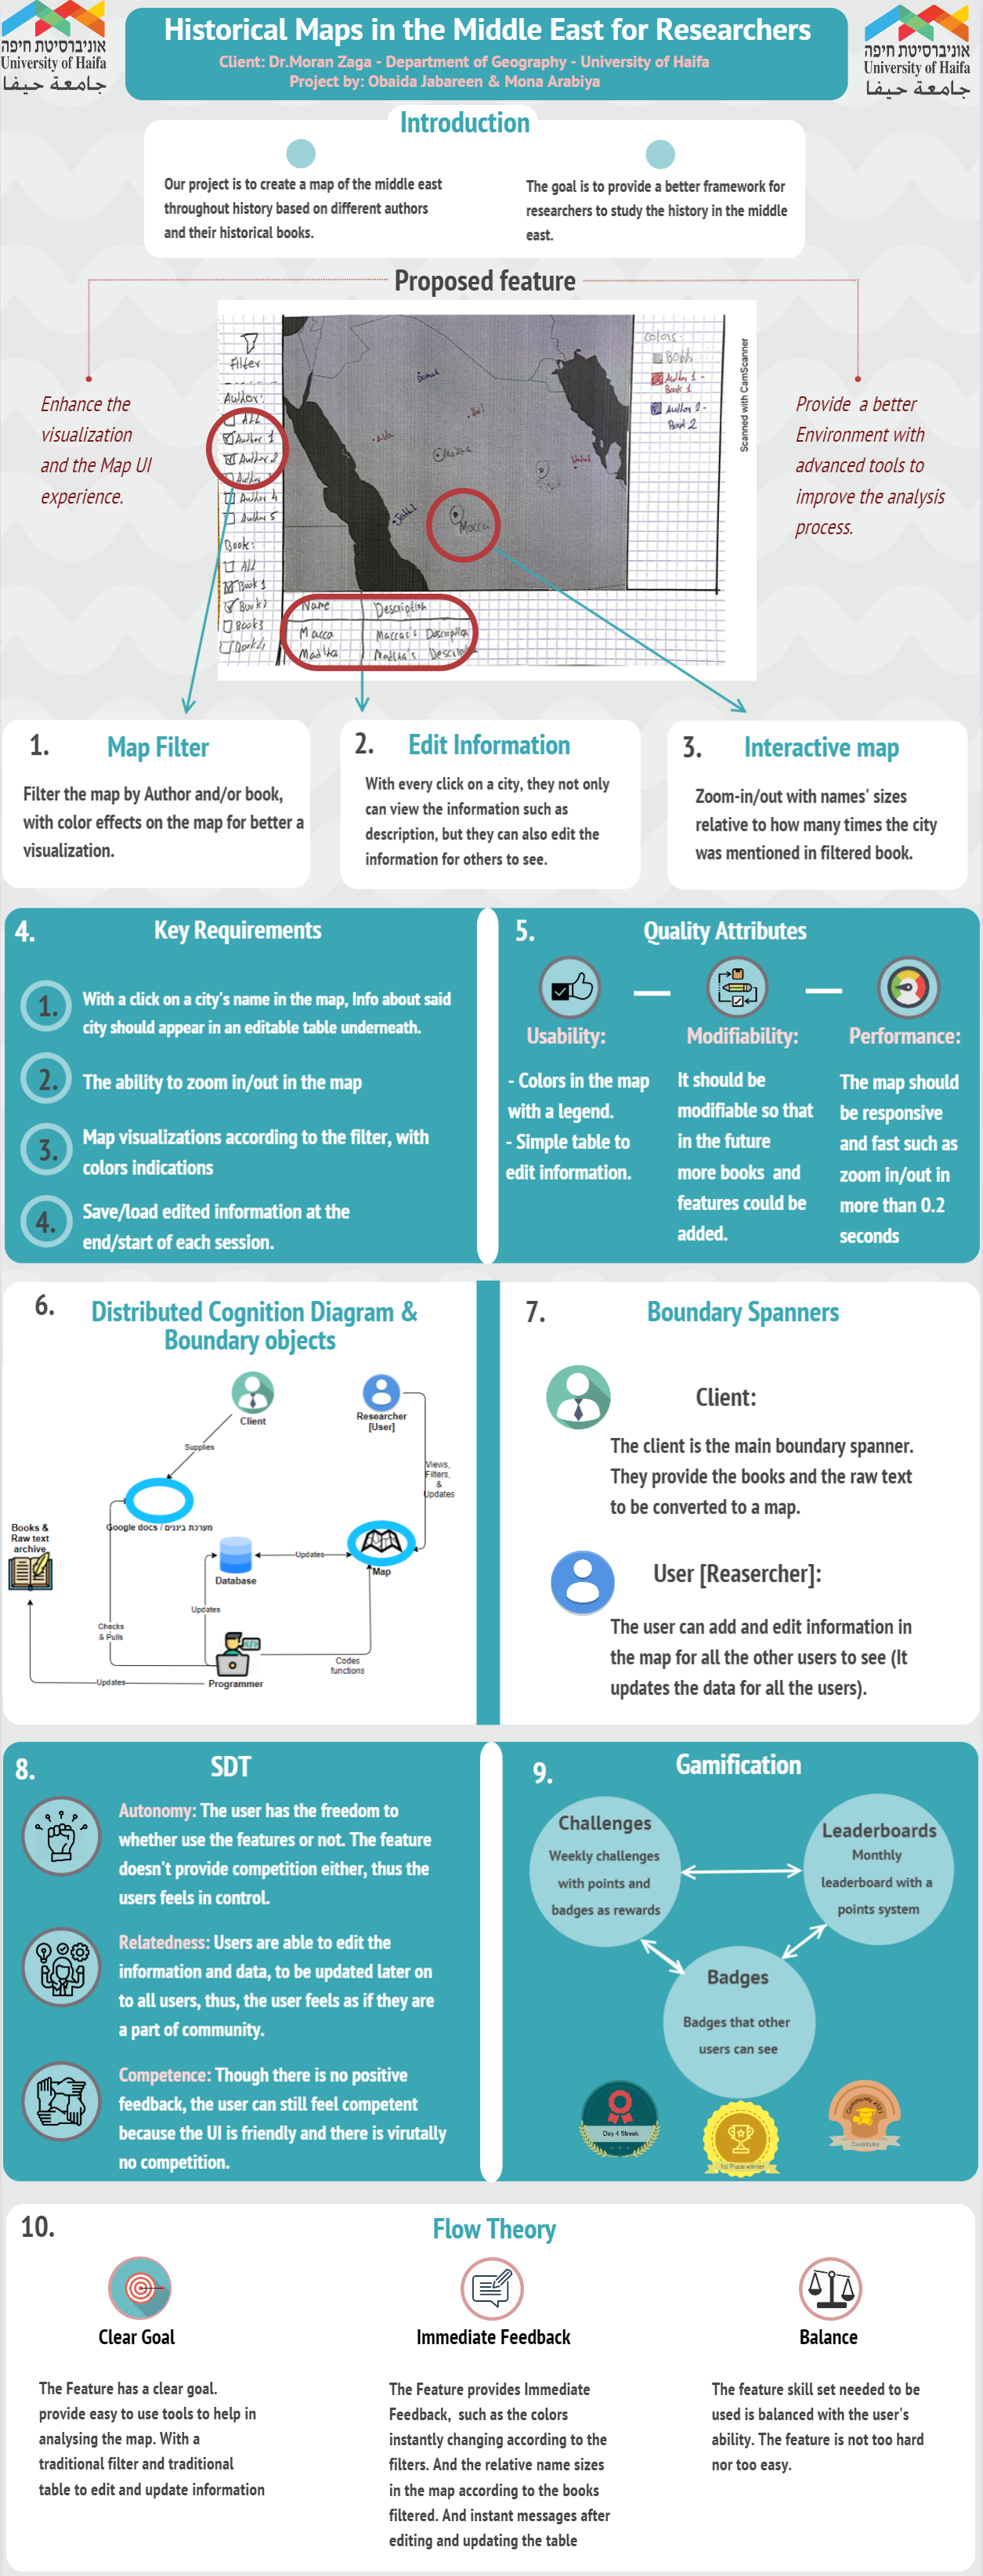 אוניברסיטת חיפה
University of Haifa
جامعة حيفا
Historical Maps in the Middle East for Researchers
Client: Dr.Moran Zaga - Department of Geography - University of Haifa
Project by: Obaida Jabareen & Mona Arabiya
אוניברסיטת חיפה
University of Haifa
جامعة حيفا
Introduction
Our project is to create a map of the middle east
throughout history based on different authors
and their historical books.
The goal is to provide a better framework for
researchers to study the history in the middle
east.
Proposed feature
Enhance the
visualization
and the Map UI
experience.
Filter
Author:
All
Author 1
Author 2
Author 4
Author 5
Book:
All
Book 1
Book 2
Book 3
Book 4
Macca
Name
Description
Macca
Macca's Description
Madina
Madina's
colors:
Both
Author 1 -
Book 1
Author 2 -
Book 2
Scanned with CamScanner
Provide a better
Environment with
advanced tools to
improve the analysis
process.
1.
Map Filter
Filter the map by Author and/or book,
with color effects on the map for better a
visualization.
2.
Edit Information
With every click on a city, they not only
can view the information such as
description, but they can also edit the
information for others to see.
3.
Interactive map
Zoom-in/out with names' sizes
relative to how many times the city
was mentioned in filtered book.
4.
Key Requirements
1.
With a click on a city's name in the map, Info about said
city should appear in an editable table underneath.
2.
The ability to zoom in/out in the map
3.
Map visualizations according to the filter, with
colors indications
4.
Save/load edited information at the
end/start of each session.
5.
Quality Attributes
Usability:
- Colors in the map
with a legend.
- Simple table to
edit information.
Modifiability:
It should be
modifiable so that
in the future
more books and
features could be
added.
Performance:
The map should
be responsive
and fast such as
zoom in/out in
more than 0.2
seconds
6.
Distributed Cognition Diagram &
Boundary objects
Client
Researcher
[User]
Supplies
Views,
Filters,
&
Updates
Google docs / מערכת ביננים
Books &
Raw text
archive
Database
Updates
Map
Updates
Checks
& Pulls
Codes
functions
Programmer
Updates
7.
Boundary Spanners
Client:
The client is the main boundary spanner.
They provide the books and the raw text
to be converted to a map.
User [Reasercher]:
The user can add and edit information in
the map for all the other users to see (It
updates the data for all the users).
8.
SDT
Autonomy: The user has the freedom to
whether use the features or not. The feature
doesn't provide competition either, thus the
users feels in control.
Relatedness: Users are able to edit the
information and data, to be updated later on
to all users, thus, the user feels as if they are
a part of community.
Competence: Though there is no positive
feedback, the user can still feel competent
because the UI is friendly and there is virutally
no competition.
9.
Gamification
Challenges
Weekly challenges
with points and
badges as rewards
Leaderboards
Monthly
leaderboard with a
points system
Badges
Badges that other
users can see
Day 4 Streak
1st Place winner
Contributor
10.
Flow Theory
Clear Goal
The Feature has a clear goal.
provide easy to use tools to help in
analysing the map. With a
traditional filter and traditional
table to edit and update information
Immediate Feedback
The Feature provides Immediate
Feedback, such as the colors
instantly changing according to the
filters. And the relative name sizes
in the map according to the books
filtered. And instant messages after
editing and updating the table
Balance
The feature skill set needed to be
used is balanced with the user's
ability. The feature is not too hard
nor too easy.